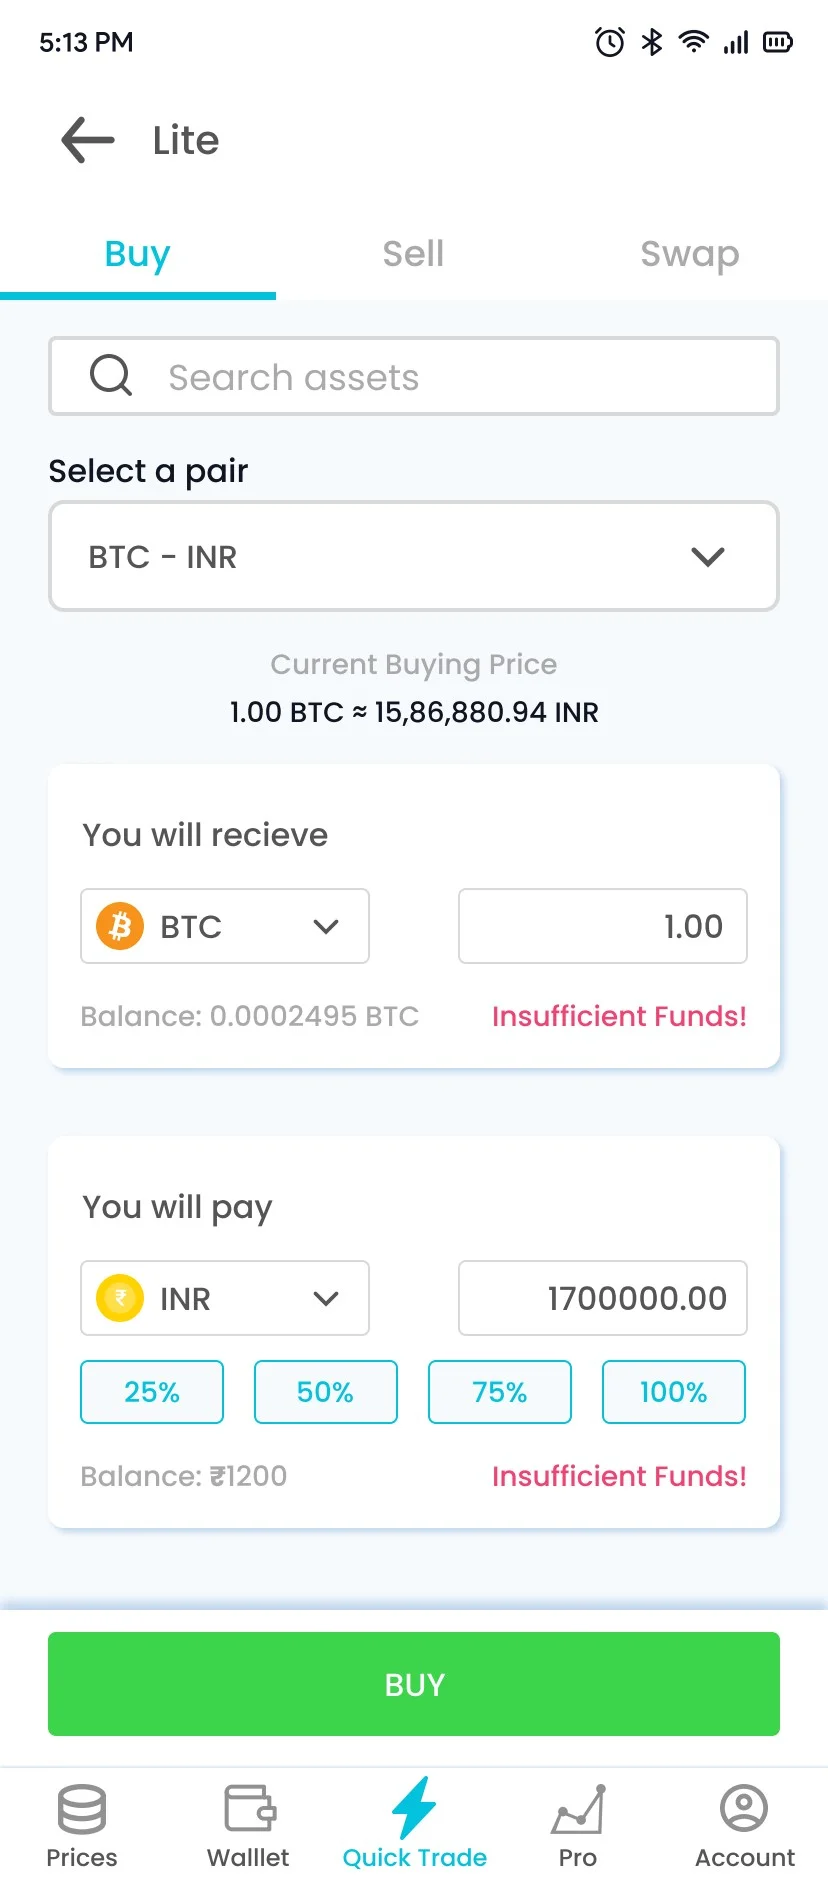 5:13 PM
Lite
Buy
Sell
Swap
Search assets
Select a pair
BTC - INR
Current Buying Price
1.00 BTC ≈ 15,86,880.94 INR
You will recieve
BTC
1.00
Balance: 0.0002495 BTC
Insufficient Funds!
You will pay
₹ INR
1700000.00
25%
50%
75%
100%
Balance: ₹1200
Insufficient Funds!
BUY
Prices
Walllet
Quick Trade
Pro
Account